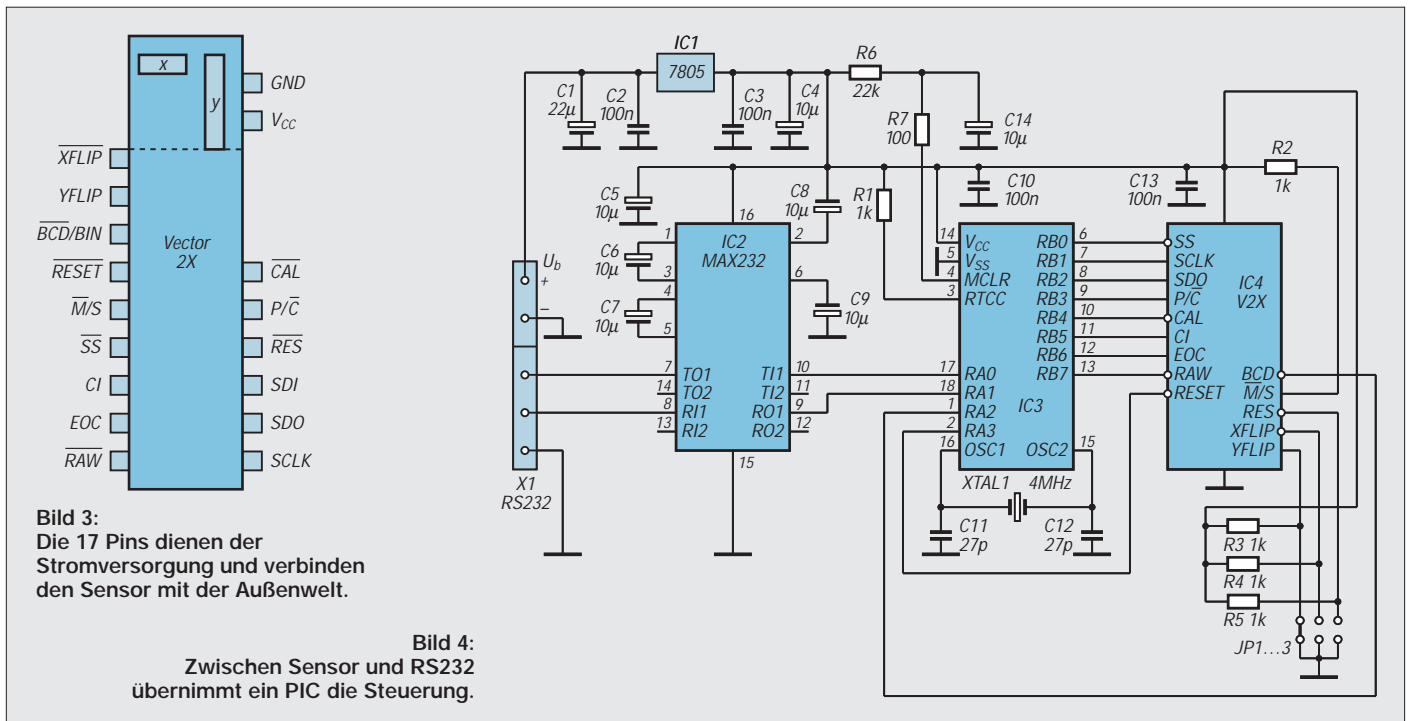 x
y
GND
VCC
XFLIP
YFLIP
BCD/BIN
Vector
2X
RESET
CAL
M/S
P/C
SS
RES
CI
SDI
EOC
SDO
RAW
SCLK
Bild 3:
Die 17 Pins dienen der
Stromversorgung und verbinden
den Sensor mit der Außenwelt.
Bild 4:
Zwischen Sensor und RS232
übernimmt ein PIC die Steuerung.
IC1
7805
C1
22µ
C2
100n
C3
100n
C4
10µ
R6
22k
R7
100
C14
10µ
R2
1k
C5
10µ
C8
10µ
R1
1k
C10
100n
C13
100n
C6
10µ
C7
10µ
C9
10µ
Ub
+
–
X1
RS232
16
IC2
MAX232
1
3
4
5
2
6
7 TO1
14 TO2
8 RI1
13 RI2
TI1 10
TI2 11
RO1 9
RO2 12
15
14 VCC
5 VSS
4 MCLR
3 RTCC
RB0 6
RB1 7
RB2 8
RB3 9
RB4 10
RB5 11
RB6 12
RB7 13
17 RA0
18 RA1
1 RA2
2 RA3
16 OSC1
OSC2 15
IC3
XTAL1
4MHz
C11
27p
C12
27p
SS
SCLK
SDO
P/C
CAL
CI
EOC
RAW
RESET
IC4
V2X
BCD
M/S
RES
XFLIP
YFLIP
R3 1k
R4 1k
R5 1k
JP1...3